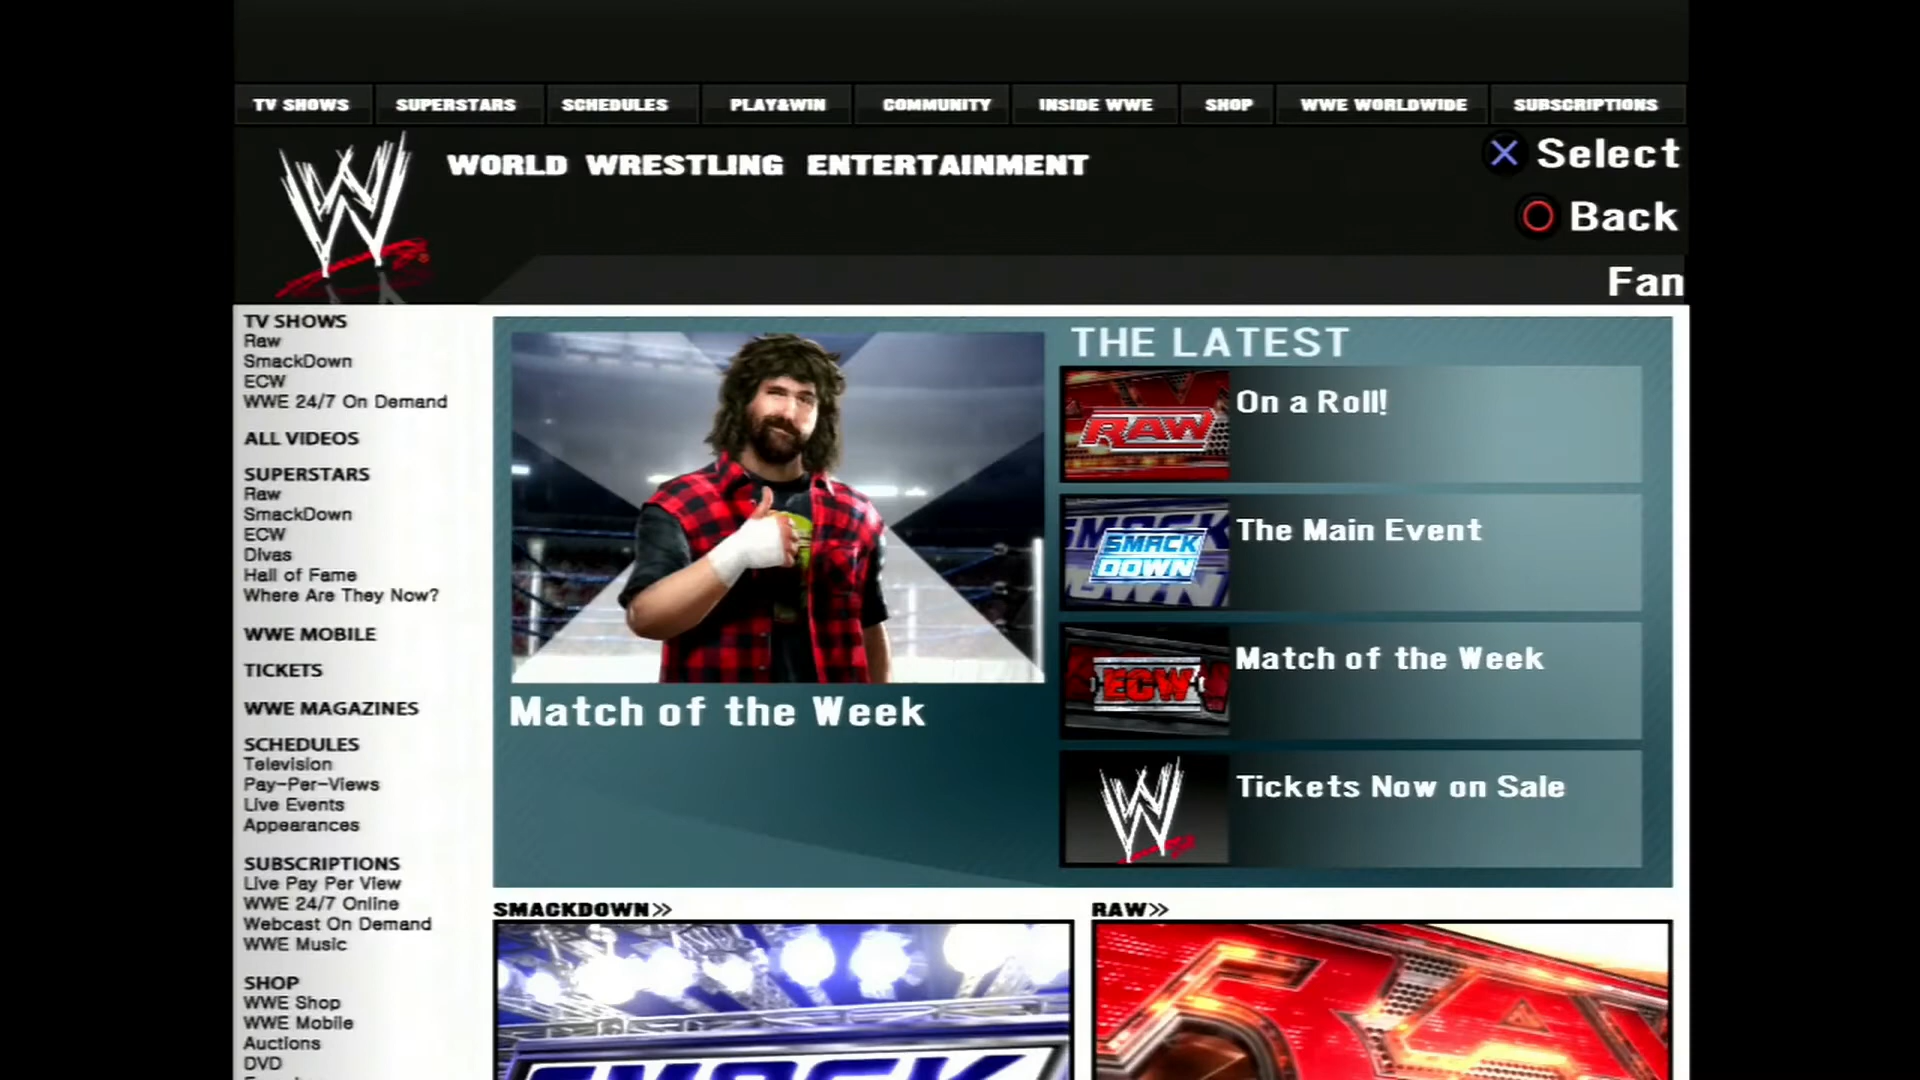 TV SHOWS
SUPERSTARS
SCHEDULES
PLAY&WIN
COMMUNITY
INSIDE WWE
SHOP
WWE WORLDWIDE
SUBSCRIPTIONS
WORLD WRESTLING ENTERTAINMENT
Select
Back
Fan
TV SHOWS
Raw
SmackDown
ECW
WWE 24/7 On Demand
ALL VIDEOS
SUPERSTARS
Raw
SmackDown
ECW
Divas
Hall of Fame
Where Are They Now?
WWE MOBILE
TICKETS
WWE MAGAZINES
SCHEDULES
Television
Pay-Per-Views
Live Events
Appearances
SUBSCRIPTIONS
Live Pay Per View
WWE 24/7 Online
Webcast On Demand
WWE Music
SHOP
WWE Shop
WWE Mobile
Auctions
DVD
Match of the Week
THE LATEST
RAW
On a Roll!
SMACK
DOWN
The Main Event
ECW
Match of the Week
W
Tickets Now on Sale
SMACKDOWN>>
SMACK
RAW>>
RAW